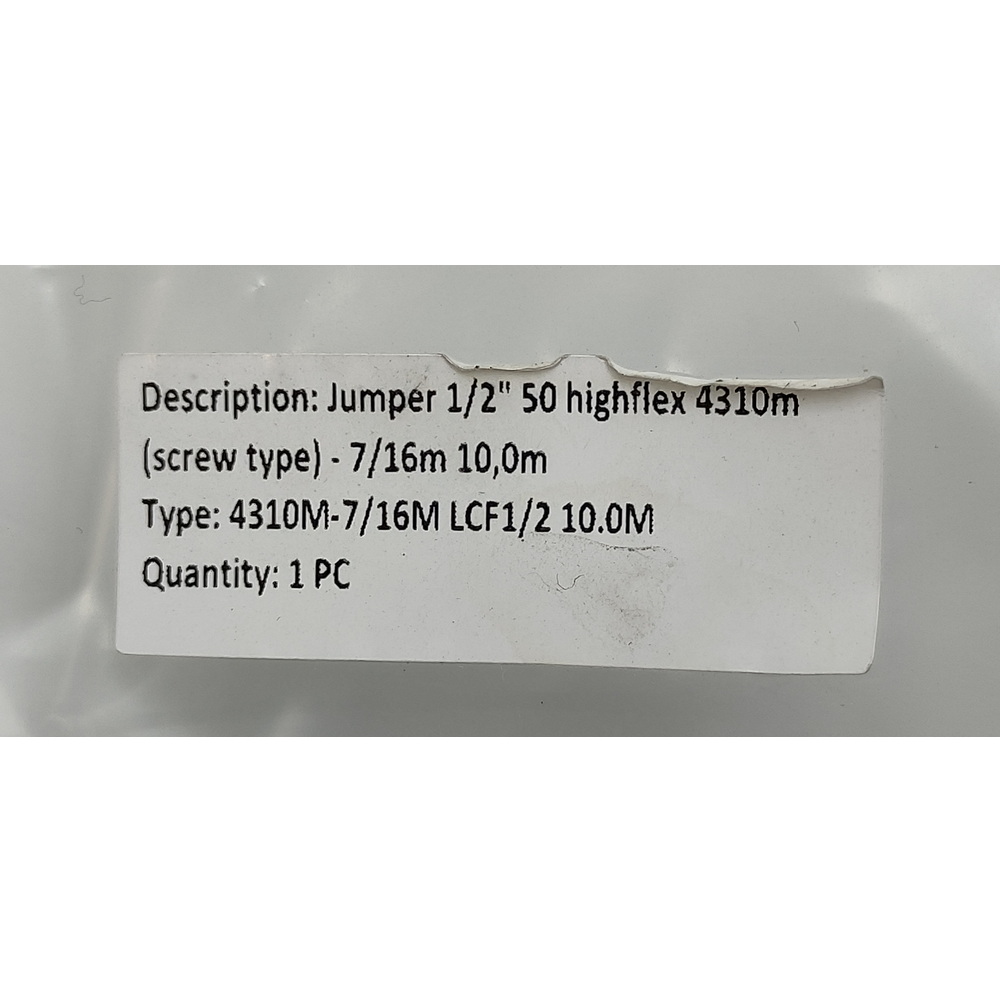 Description: Jumper 1/2" 50 highflex 4310m
(screw type) - 7/16m 10,0m
Type: 4310M-7/16M LCF1/2 10.0M
Quantity: 1 PC